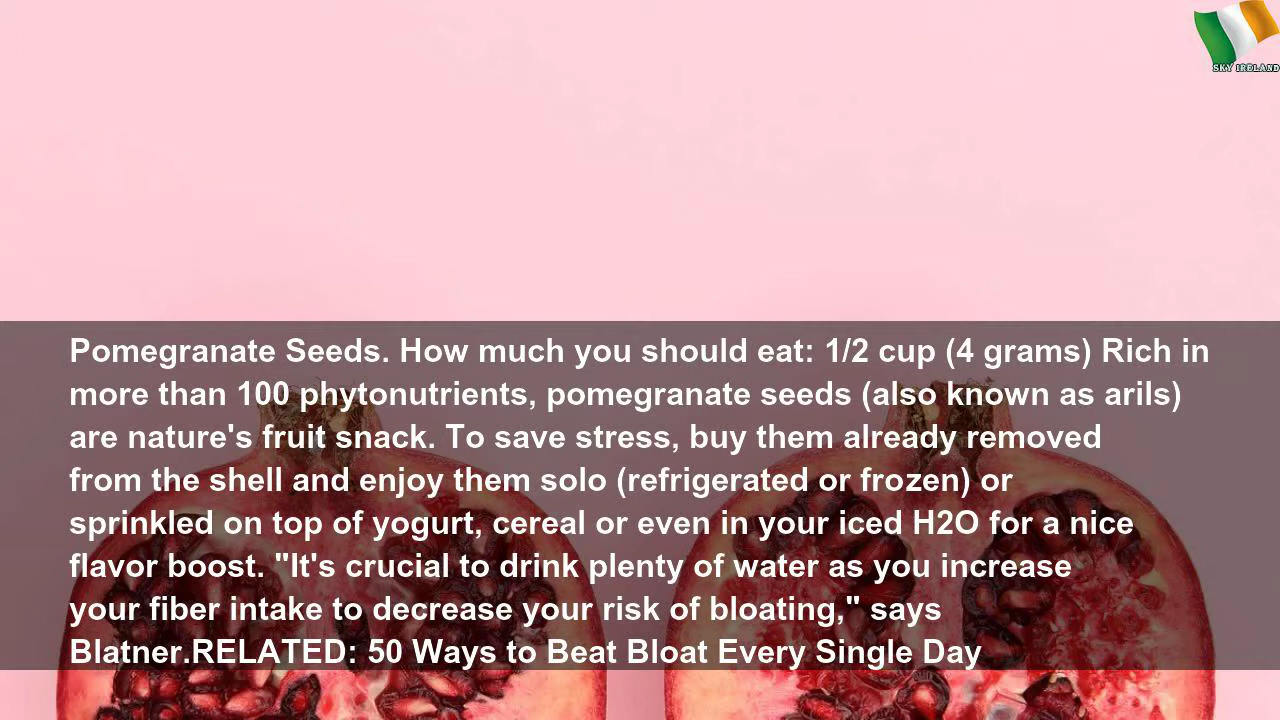 SKY IRELAND
Pomegranate Seeds. How much you should eat: 1/2 cup (4 grams) Rich in
more than 100 phytonutrients, pomegranate seeds (also known as arils)
are nature's fruit snack. To save stress, buy them already removed
from the shell and enjoy them solo (refrigerated or frozen) or
sprinkled on top of yogurt, cereal or even in your iced H2O for a nice
flavor boost. "It's crucial to drink plenty of water as you increase
your fiber intake to decrease your risk of bloating," says
Blatner.RELATED: 50 Ways to Beat Bloat Every Single Day